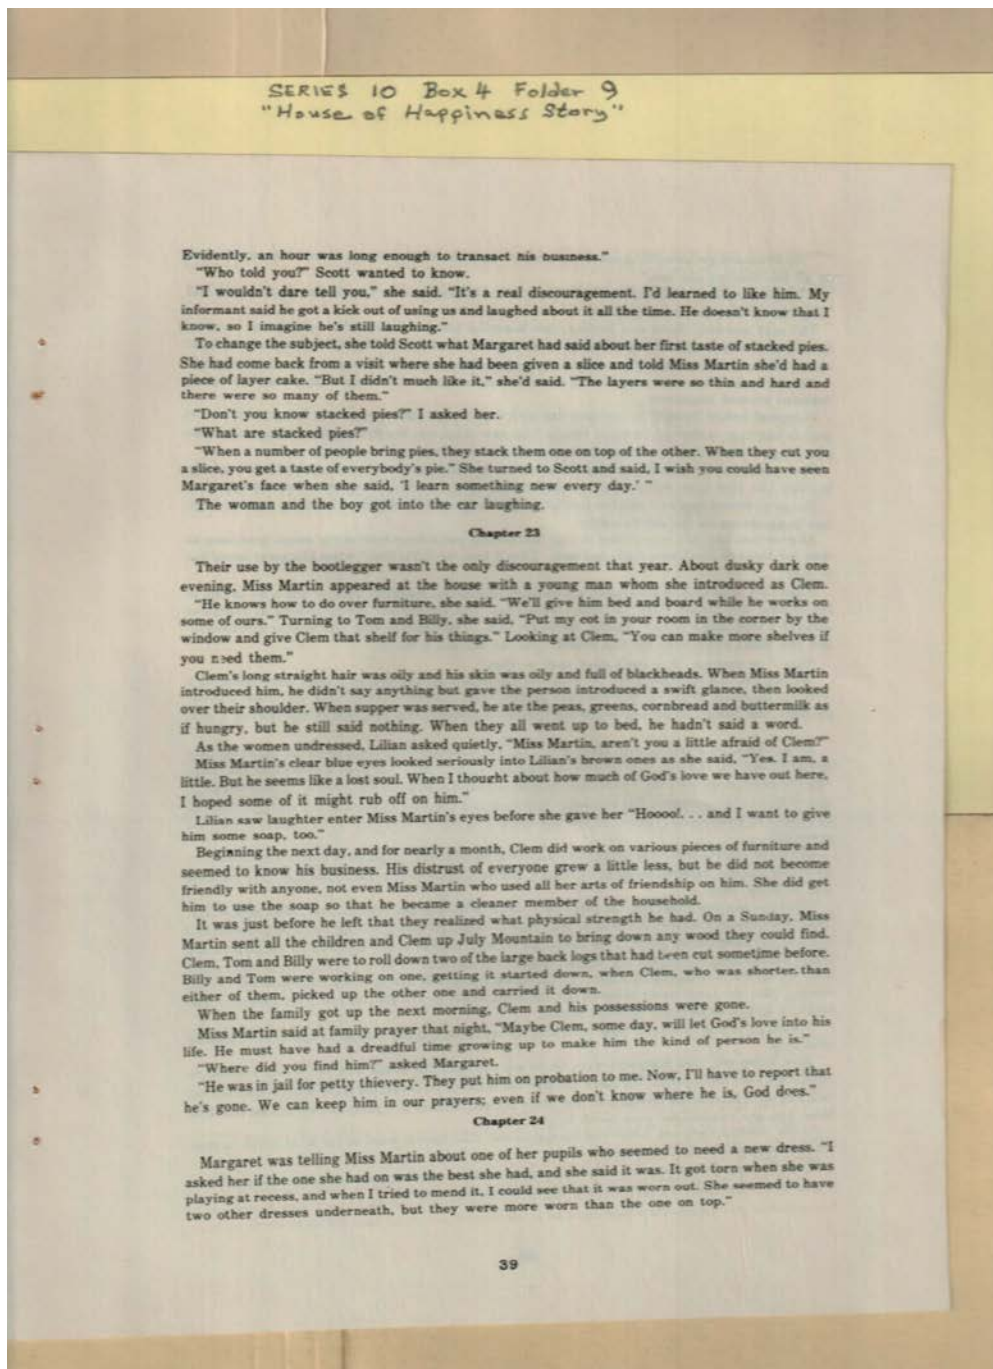 SERIES 10 Box 4 Folder 9
"House of Happiness Story"
Evidently, an hour was long enough to transact his business."
"Who told you?" Scott wanted to know.
"I wouldn't dare tell you," she said. "It's a real discouragement. I'd learned to like him. My
informant said he got a kick out of using us and laughed about it all the time. He doesn't know that I
know, so I imagine he's still laughing."
To change the subject, she told Scott what Margaret had said about her first taste of stacked pies.
She had come back from a visit where she had been given a slice and told Miss Martin she'd had a
piece of layer cake. "But I didn't much like it," she'd said. "The layers were so thin and hard and
there were so many of them."
"Don't you know stacked pies?" I asked her.
"What are stacked pies?"
"When a number of people bring pies, they stack them one on top of the other. When they cut you
a slice, you get a taste of everybody's pie." She turned to Scott and said, I wish you could have seen
Margaret's face when she said, 'I learn something new every day.' "
The woman and the boy got into the car laughing.
Chapter 23
Their use by the bootlegger wasn't the only discouragement that year. About dusky dark one
evening, Miss Martin appeared at the house with a young man whom she introduced as Clem.
"He knows how to do over furniture, she said. "We'll give him bed and board while he works on
some of ours." Turning to Tom and Billy, she said, "Put my cot in your room in the corner by the
window and give Clem that shelf for his things." Looking at Clem, "You can make more shelves if
you need them."
Clem's long straight hair was oily and his skin was oily and full of blackheads. When Miss Martin
introduced him, he didn't say anything but gave the person introduced a swift glance, then looked
over their shoulder. When supper was served, he ate the peas, greens, cornbread and buttermilk as
if hungry, but he still said nothing. When they all went up to bed, he hadn't said a word.
As the women undressed, Lilian asked quietly, "Miss Martin, aren't you a little afraid of Clem?"
Miss Martin's clear blue eyes looked seriously into Lilian's brown ones as she said, "Yes. I am, a
little. But he seems like a lost soul. When I thought about how much of God's love we have out here,
I hoped some of it might rub off on him."
Lilian saw laughter enter Miss Martin's eyes before she gave her "Hoooo!. . . and I want to give
him some soap, too."
Beginning the next day, and for nearly a month, Clem did work on various pieces of furniture and
seemed to know his business. His distrust of everyone grew a little less, but he did not become
friendly with anyone, not even Miss Martin who used all her arts of friendship on him. She did get
him to use the soap so that he became a cleaner member of the household.
It was just before he left that they realized what physical strength he had. On a Sunday, Miss
Martin sent all the children and Clem up July Mountain to bring down any wood they could find.
Clem, Tom and Billy were to roll down two of the large back logs that had been cut sometime before.
Billy and Tom were working on one, getting it started down, when Clem, who was shorter than
either of them, picked up the other one and carried it down.
When the family got up the next morning, Clem and his possessions were gone.
Miss Martin said at family prayer that night, "Maybe Clem, some day, will let God's love into his
life. He must have had a dreadful time growing up to make him the kind of person he is."
"Where did you find him?" asked Margaret.
"He was in jail for petty thievery. They put him on probation to me. Now, I'll have to report that
he's gone. We can keep him in our prayers; even if we don't know where he is, God does."
Chapter 24
Margaret was telling Miss Martin about one of her pupils who seemed to need a new dress. "I
asked her if the one she had on was the best she had, and she said it was. It got torn when she was
playing at recess, and when I tried to mend it, I could see that it was worn out. She seemed to have
two other dresses underneath, but they were more worn than the one on top."
39